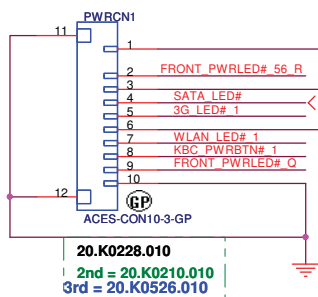 PWRCN1
11
1
2 FRONT_PWRLED#_56_R
3
4 SATA_LED#
5 3G_LED#_1
6
7 WLAN_LED#_1
8 KBC_PWRBTN#_1
9 FRONT_PWRLED#_Q
10
12
GP
ACES-CON10-3-GP
20.K0228.010
2nd = 20.K0210.010
3rd = 20.K0526.010